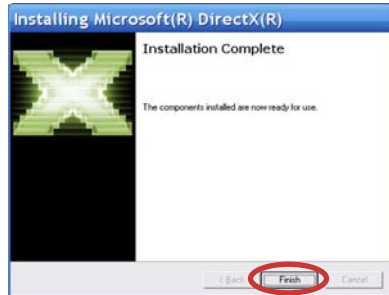 Installing Microsoft(R) DirectX(R)
Installation Complete
The components installed are now ready for use.
< Back Finish Cancel